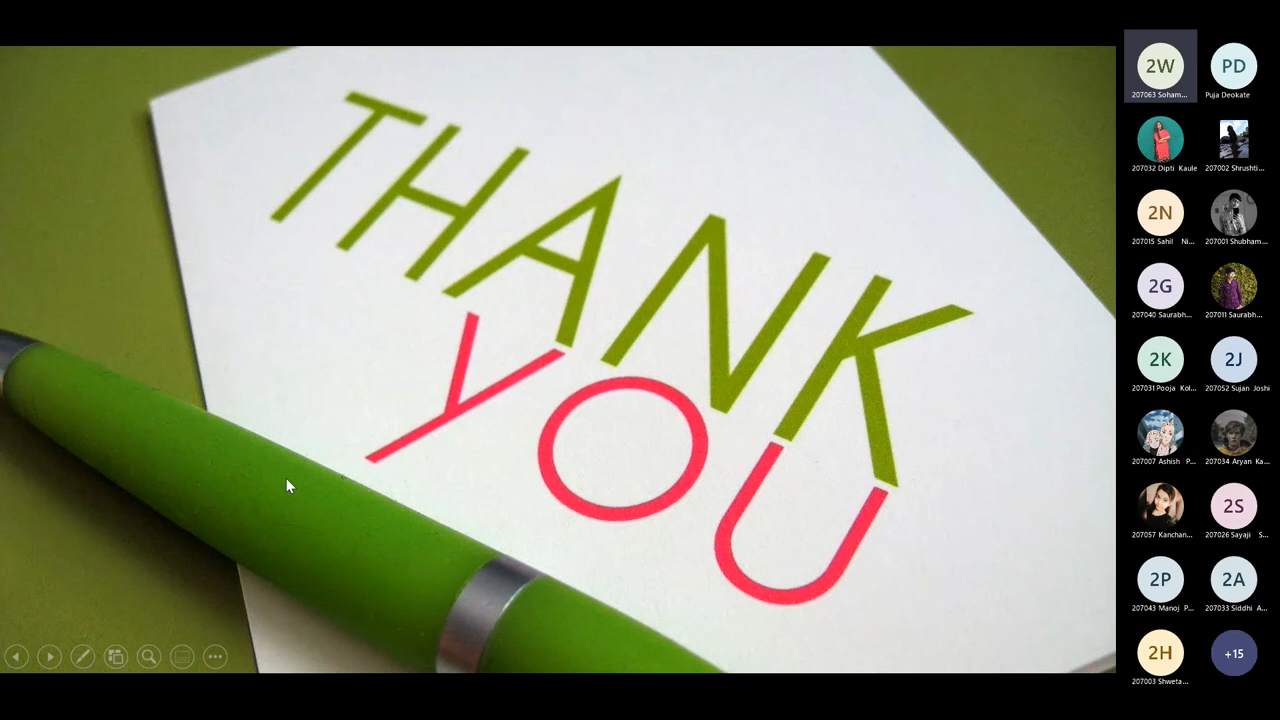 THANK
YOU
2W PD
207063 Soham... Puja Deokate
207032 Dipti Kaule 207002 Shrushti...
2N
207015 Sahil Ni... 207001 Shubham...
2G
207040 Saurabh... 207011 Saurabh...
2K 2J
207031 Pooja Kol... 207052 Sujan Joshi
207007 Ashish P... 207034 Aryan Ka...
2S
207057 Kanchan... 207026 Sayaji S...
2P 2A
207043 Manoj P... 207033 Siddhi A...
2H +15
207003 Shweta...